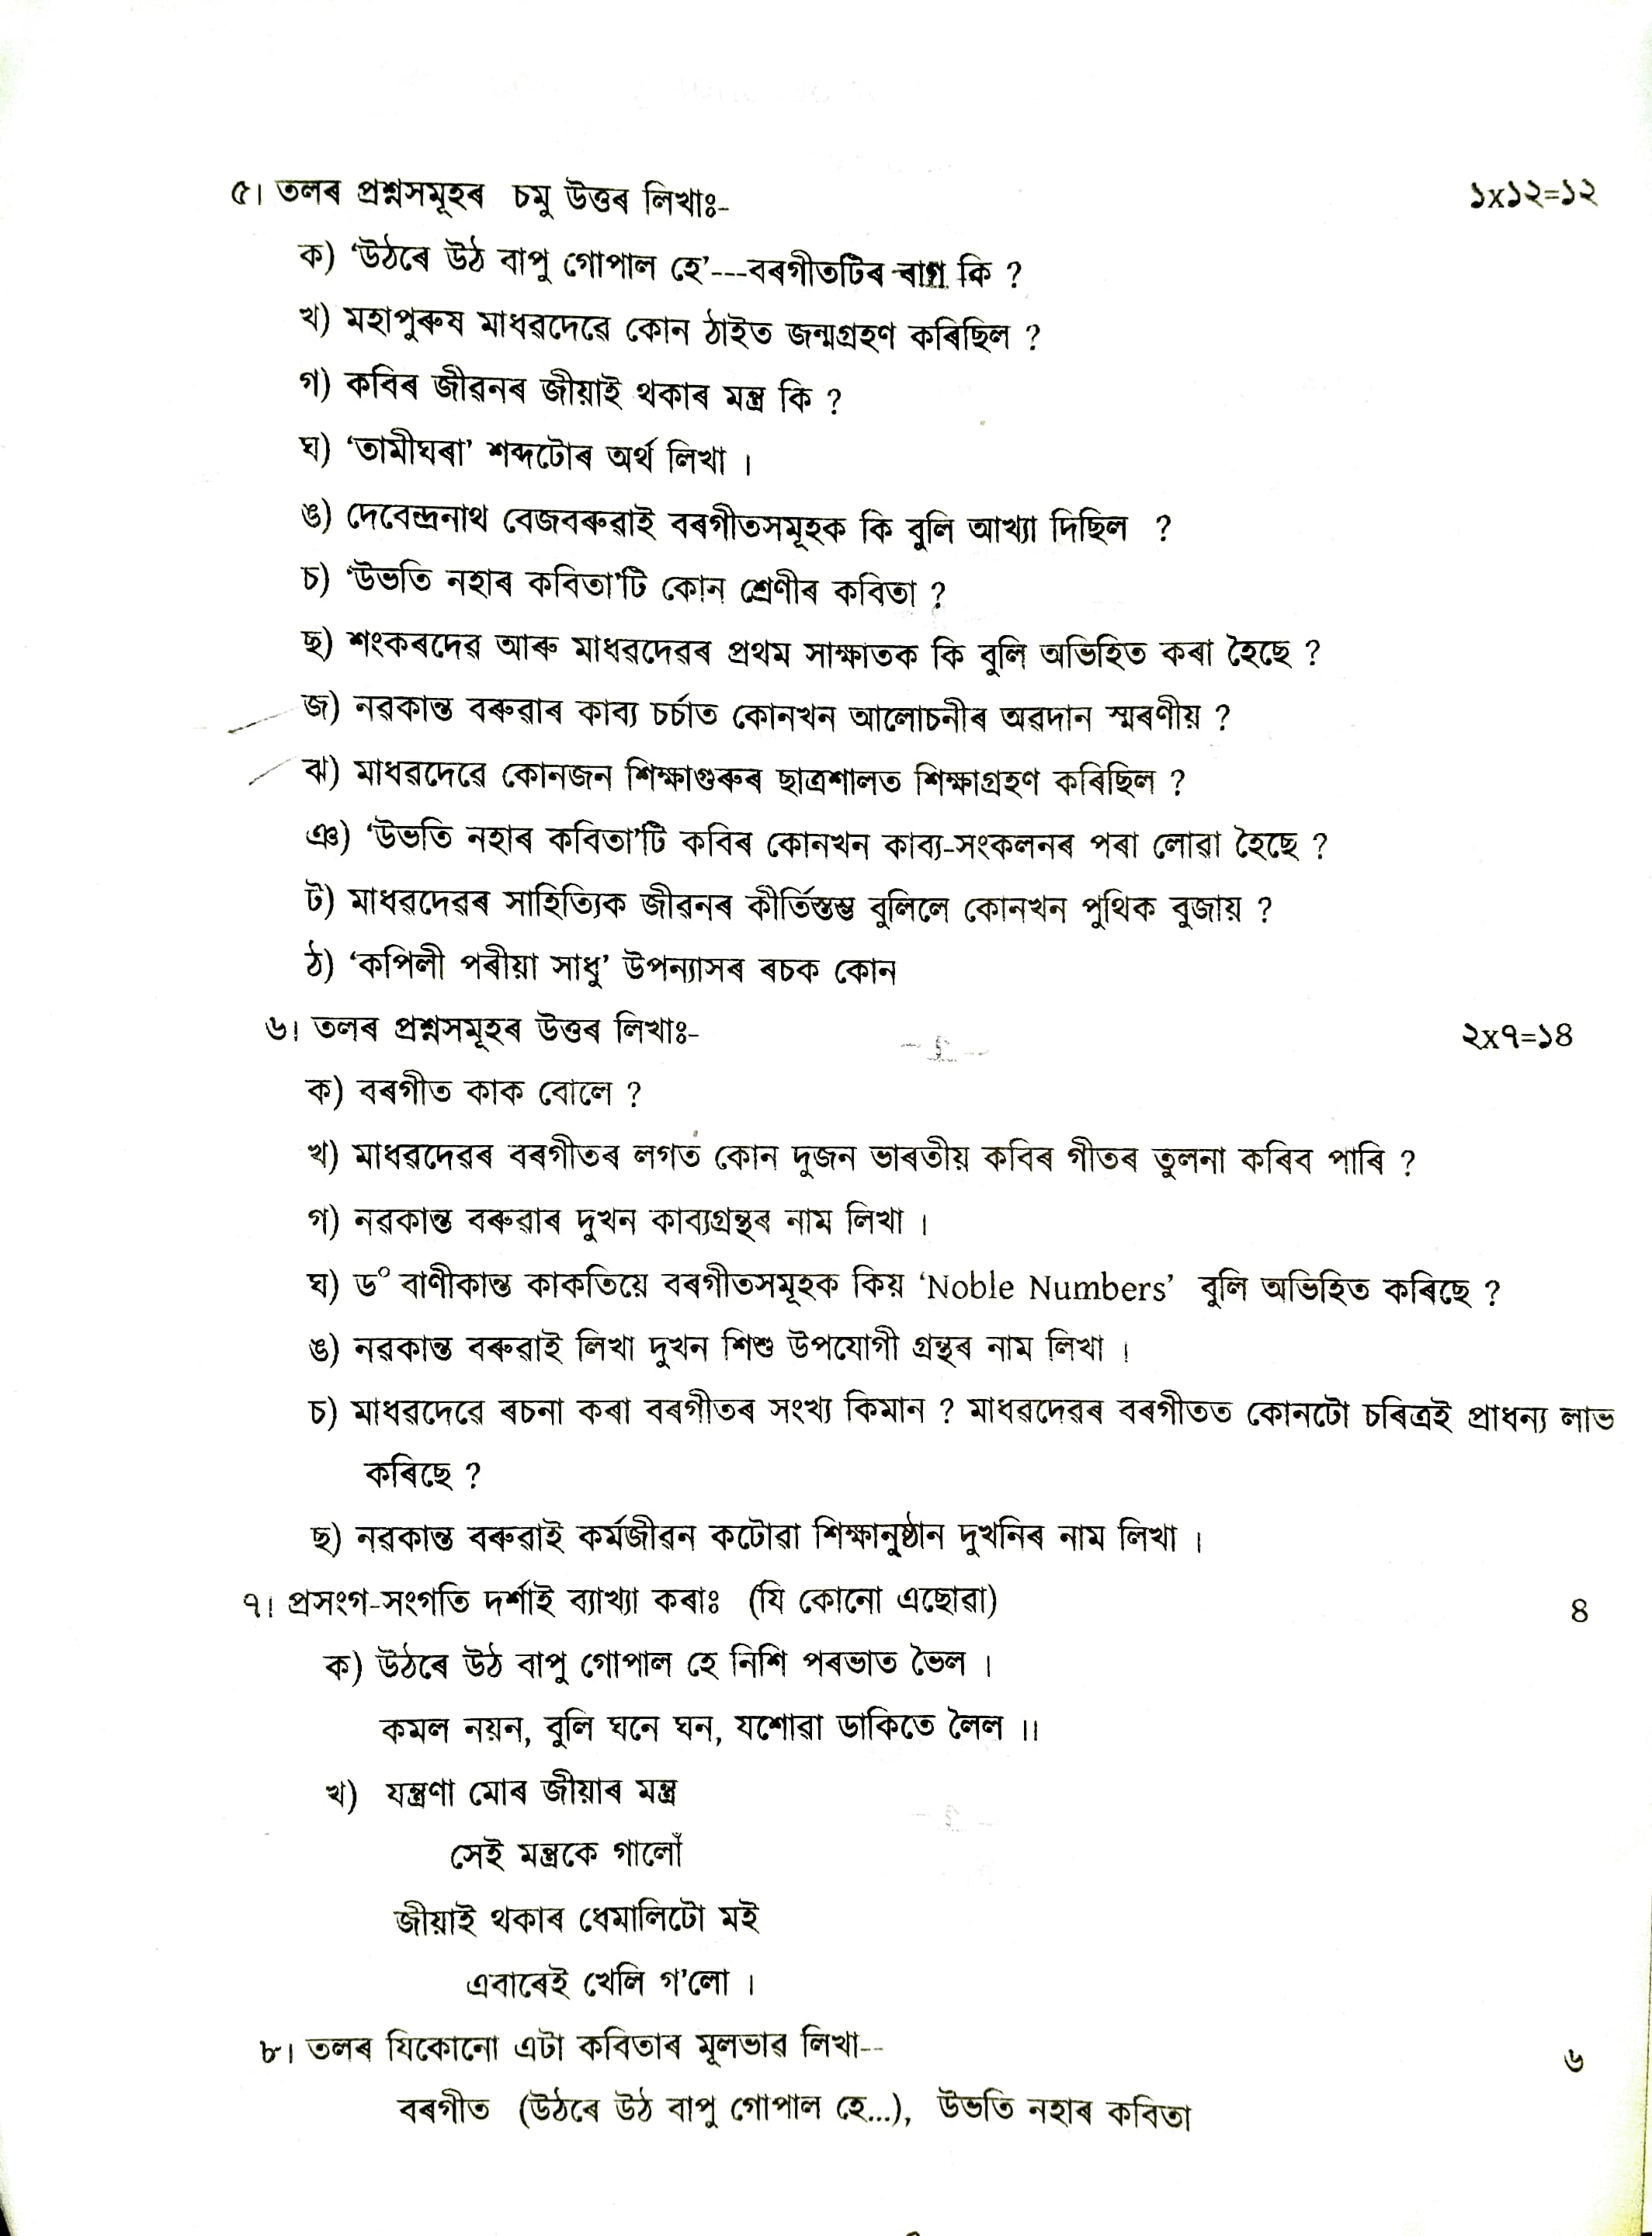 ৫। তলৰ প্ৰশ্নসমূহৰ চমু উত্তৰ লিখাঃ- ১x১২=১২
ক) ‘উঠৰে উঠ বাপু গোপাল হে’---বৰগীতটিৰ ৰাগ কি ?
খ) মহাপুৰুষ মাধৱদেৱে কোন ঠাইত জন্মগ্ৰহণ কৰিছিল ?
গ) কবিৰ জীৱনৰ জীয়াই থকাৰ মন্ত্ৰ কি ?
ঘ) ‘তামীঘৰা’ শব্দটোৰ অৰ্থ লিখা ।
ঙ) দেবেন্দ্ৰনাথ বেজবৰুৱাই বৰগীতসমূহক কি বুলি আখ্যা দিছিল ?
চ) ‘উভতি নহাৰ কবিতা’টি কোন শ্ৰেণীৰ কবিতা ?
ছ) শংকৰদেৱ আৰু মাধৱদেৱৰ প্ৰথম সাক্ষাতক কি বুলি অভিহিত কৰা হৈছে ?
জ) নৱকান্ত বৰুৱাৰ কাব্য চৰ্চাত কোনখন আলোচনীৰ অৱদান স্মৰণীয় ?
ঝ) মাধৱদেৱে কোনজন শিক্ষাগুৰুৰ ছাত্ৰশালত শিক্ষাগ্ৰহণ কৰিছিল ?
ঞ) ‘উভতি নহাৰ কবিতা’টি কবিৰ কোনখন কাব্য-সংকলনৰ পৰা লোৱা হৈছে ?
ট) মাধৱদেৱৰ সাহিত্যিক জীৱনৰ কীৰ্তিস্তম্ভ বুলিলে কোনখন পুথিক বুজায় ?
ঠ) ‘কপিলী পৰীয়া সাধু’ উপন্যাসৰ ৰচক কোন
৬। তলৰ প্ৰশ্নসমূহৰ উত্তৰ লিখাঃ- ২x৭=১৪
ক) বৰগীত কাক বোলে ?
খ) মাধৱদেৱৰ বৰগীতৰ লগত কোন দুজন ভাৰতীয় কবিৰ গীতৰ তুলনা কৰিব পাৰি ?
গ) নৱকান্ত বৰুৱাৰ দুখন কাব্যগ্ৰন্থৰ নাম লিখা ।
ঘ) ড° বাণীকান্ত কাকতিয়ে বৰগীতসমূহক কিয় ‘Noble Numbers’ বুলি অভিহিত কৰিছে ?
ঙ) নৱকান্ত বৰুৱাই লিখা দুখন শিশু উপযোগী গ্ৰন্থৰ নাম লিখা ।
চ) মাধৱদেৱে ৰচনা কৰা বৰগীতৰ সংখ্য কিমান ? মাধৱদেৱৰ বৰগীতত কোনটো চৰিত্ৰই প্ৰাধন্য লাভ
কৰিছে ?
ছ) নৱকান্ত বৰুৱাই কৰ্মজীৱন কটোৱা শিক্ষানুষ্ঠান দুখনিৰ নাম লিখা ।
৭। প্ৰসংগ-সংগতি দৰ্শাই ব্যাখ্যা কৰাঃ (যি কোনো এছোৱা) ৪
ক) উঠৰে উঠ বাপু গোপাল হে নিশি পৰভাত ভৈল ।
কমল নয়ন, বুলি ঘনে ঘন, যশোৱা ডাকিতে লৈল ।।
খ) যন্ত্ৰণা মোৰ জীয়াৰ মন্ত্ৰ
সেই মন্ত্ৰকে গালোঁ
জীয়াই থকাৰ ধেমালিটো মই
এবাৰেই খেলি গ’লো ।
৮। তলৰ যিকোনো এটা কবিতাৰ মূলভাৱ লিখা-- ৬
বৰগীত (উঠৰে উঠ বাপু গোপাল হে...), উভতি নহাৰ কবিতা